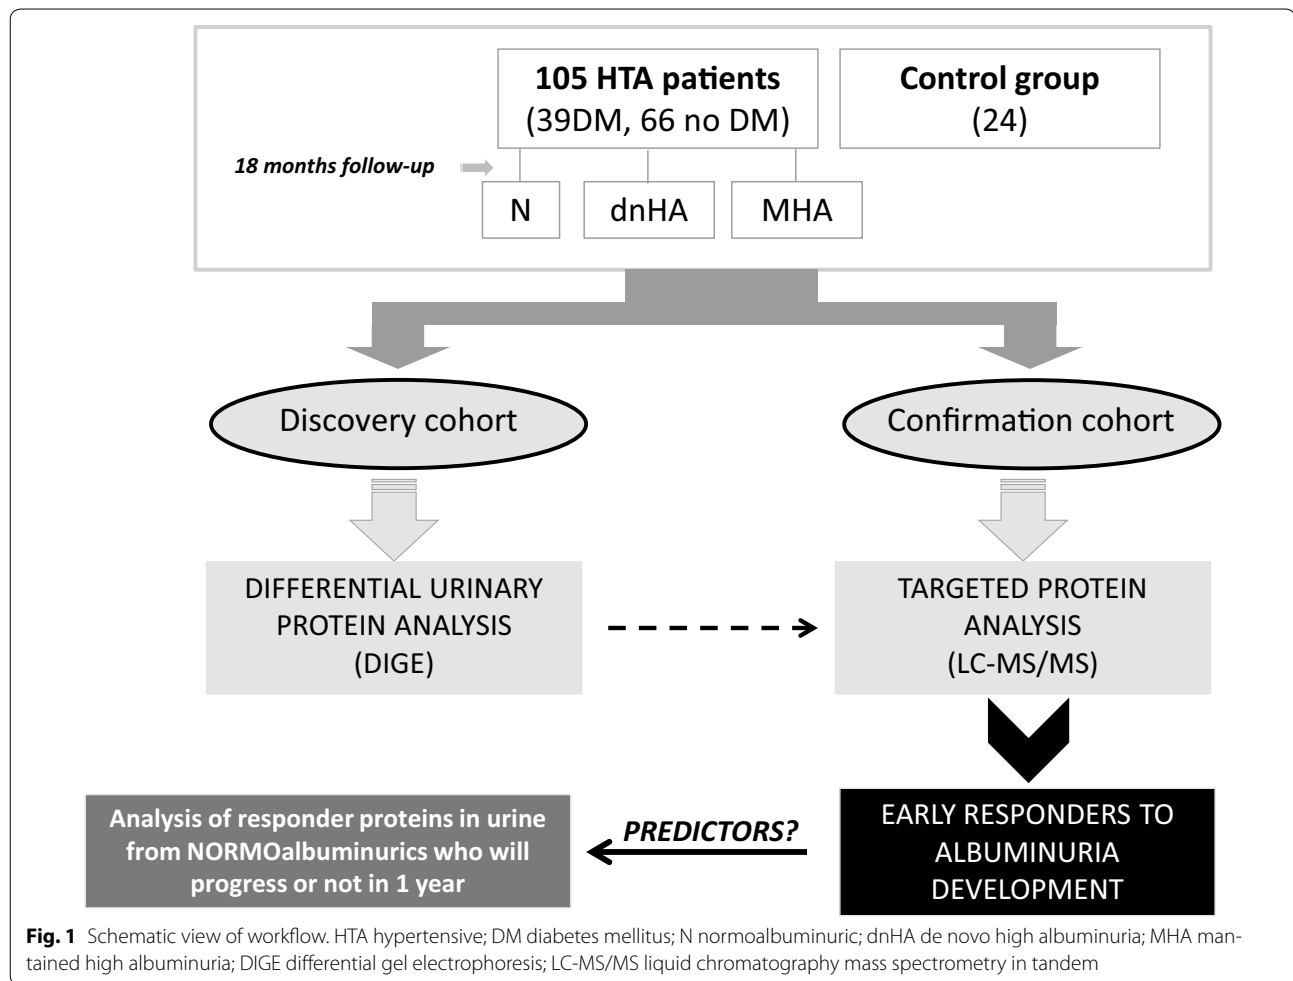 105 HTA patients
(39DM, 66 no DM)
Control group
(24)
18 months follow-up
N
dnHA
MHA
Discovery cohort
Confirmation cohort
DIFFERENTIAL URINARY
PROTEIN ANALYSIS
(DIGE)
TARGETED PROTEIN
ANALYSIS
(LC-MS/MS)
EARLY RESPONDERS TO
ALBUMINURIA
DEVELOPMENT
PREDICTORS?
Analysis of responder proteins in urine
from NORMOalbuminurics who will
progress or not in 1 year
Fig. 1 Schematic view of workflow. HTA hypertensive; DM diabetes mellitus; N normoalbuminuric; dnHA de novo high albuminuria; MHA man-
tained high albuminuria; DIGE differential gel electrophoresis; LC-MS/MS liquid chromatography mass spectrometry in tandem